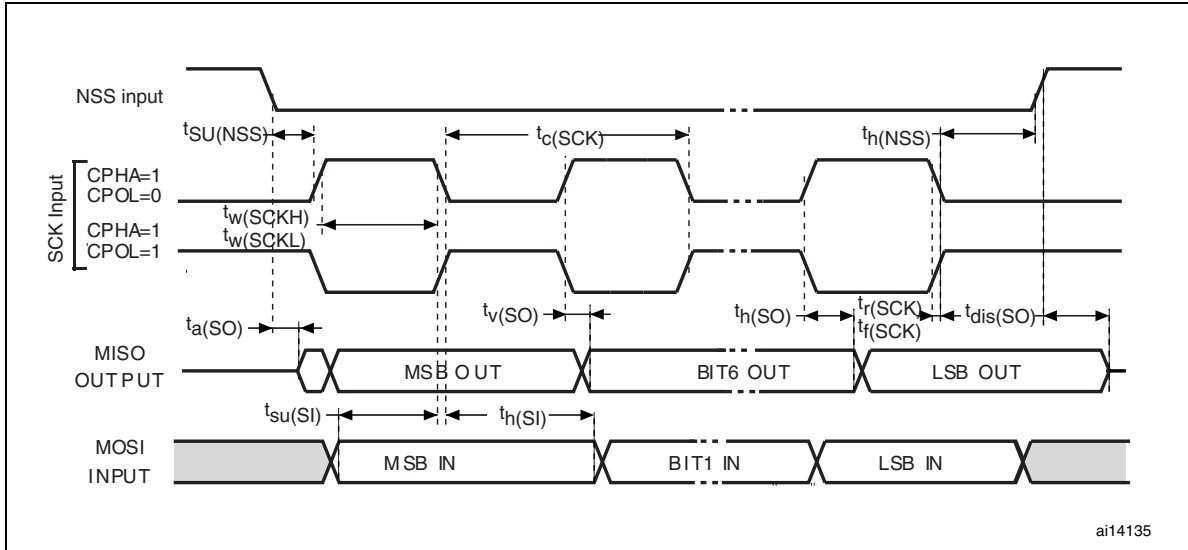 NSS input
tSU(NSS)
tc(SCK)
th(NSS)
SCK Input
CPHA=1
CPOL=0
tw(SCKH)
tw(SCKL)
CPHA=1
CPOL=1
ta(SO)
tv(SO)
th(SO)
tr(SCK)
tf(SCK)
tdis(SO)
MISO
OUTPUT
MSB OUT
BIT6 OUT
LSB OUT
tsu(SI)
th(SI)
MOSI
INPUT
MSB IN
BIT1 IN
LSB IN
ai14135